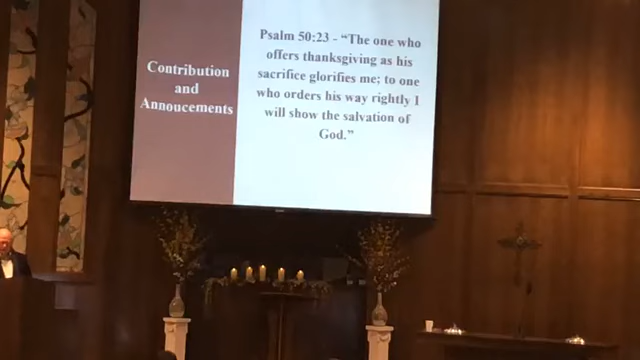 Contribution
and
Annoucements
Psalm 50:23 - “The one who
offers thanksgiving as his
sacrifice glorifies me; to one
who orders his way rightly I
will show the salvation of
God.”